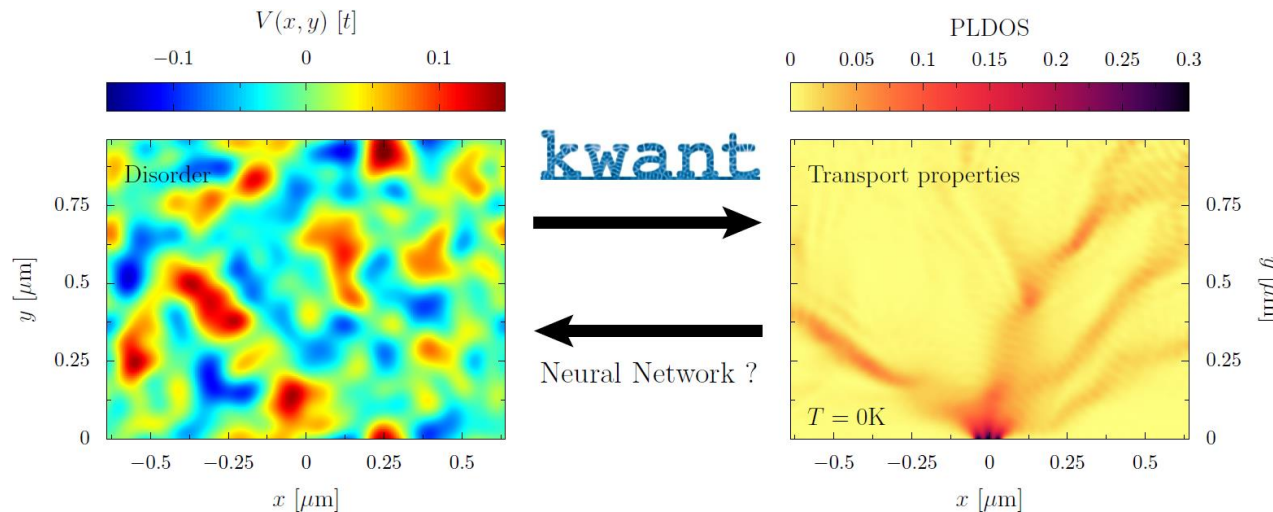 V(x, y) [t]
−0.1 0 0.1
PLDOS
0 0.05 0.1 0.15 0.2 0.25 0.3
Disorder
0.75
0.5
0.25
0
y [μm]
−0.5 −0.25 0 0.25 0.5
x [μm]
kwant
Neural Network ?
Transport properties
T = 0K
0.75
0.5
0.25
0
y [μm]
−0.5 −0.25 0 0.25 0.5
x [μm]